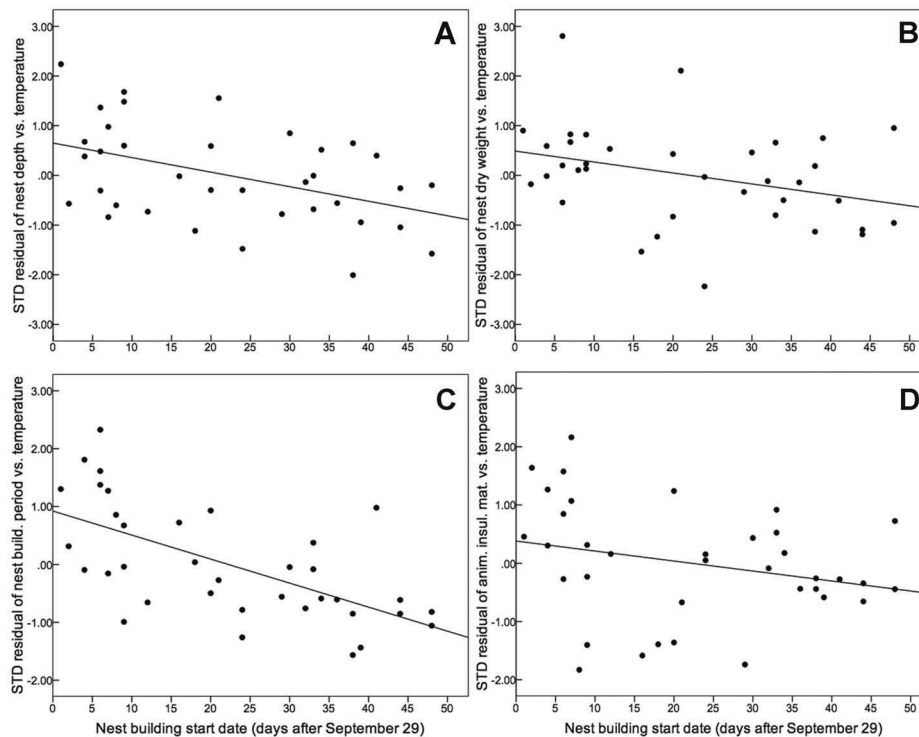 A
STD residual of nest depth vs. temperature
3.00
2.00
1.00
.00
-1.00
-2.00
-3.00
0 5 10 15 20 25 30 35 40 45 50
B
STD residual of nest dry weight vs. temperature
3.00
2.00
1.00
.00
-1.00
-2.00
-3.00
0 5 10 15 20 25 30 35 40 45 50
C
STD residual of nest build. period vs. temperature
3.00
2.00
1.00
.00
-1.00
-2.00
0 5 10 15 20 25 30 35 40 45 50
Nest building start date (days after September 29)
D
STD residual of anim. insul. mat. vs. temperature
3.00
2.00
1.00
.00
-1.00
-2.00
0 5 10 15 20 25 30 35 40 45 50
Nest building start date (days after September 29)